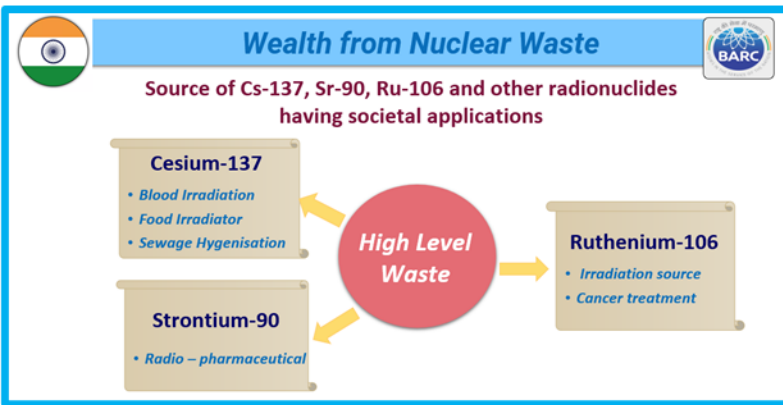 Wealth from Nuclear Waste
BARC
Source of Cs-137, Sr-90, Ru-106 and other radionuclides
having societal applications
Cesium-137
• Blood Irradiation
• Food Irradiator
• Sewage Hygenisation
High Level
Waste
Ruthenium-106
• Irradiation source
• Cancer treatment
Strontium-90
• Radio – pharmaceutical